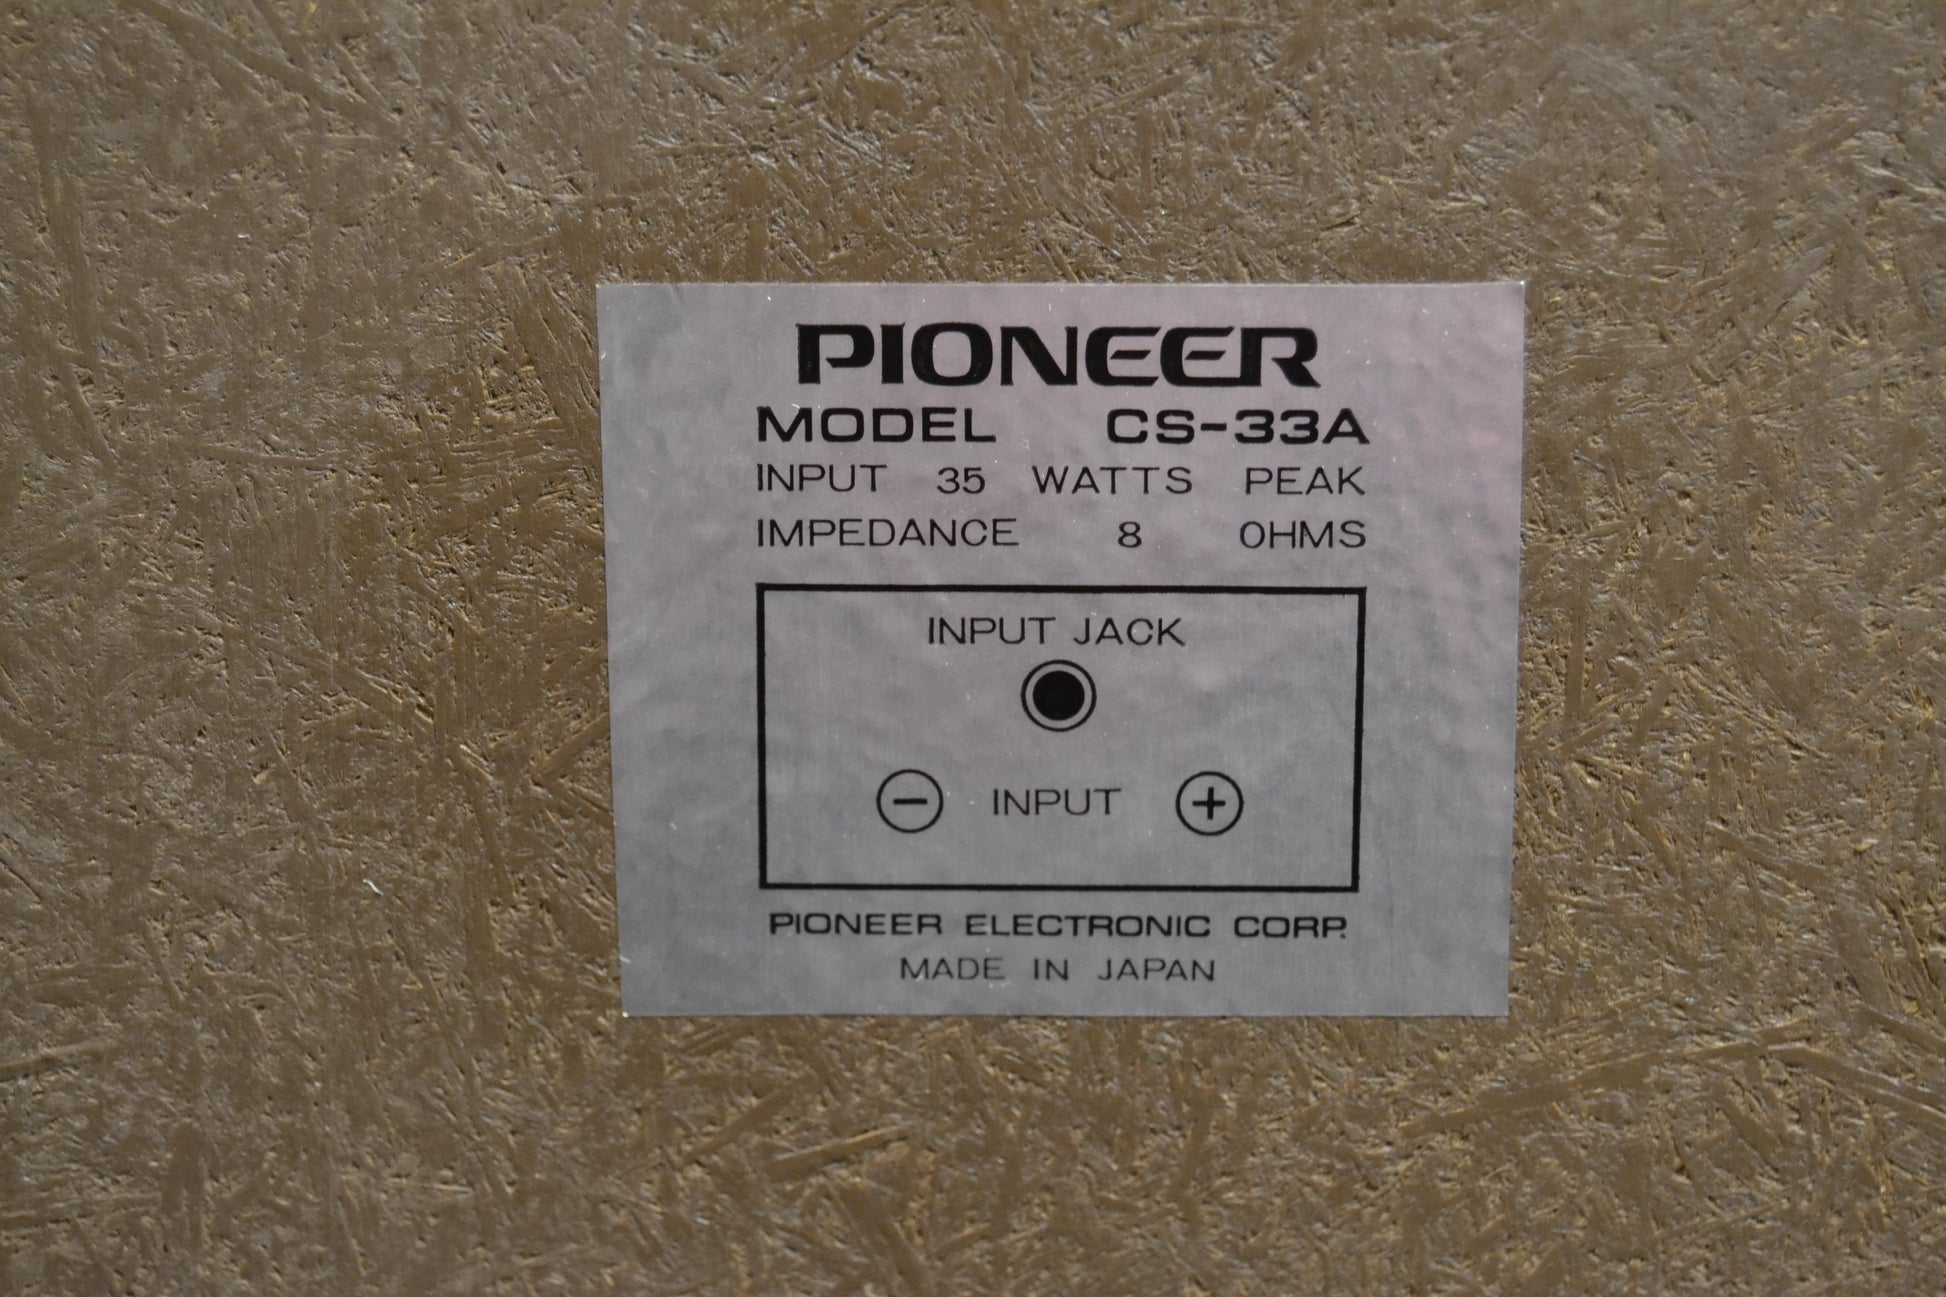 PIONEER
MODEL CS-33A
INPUT 35 WATTS PEAK
IMPEDANCE 8 OHMS
INPUT JACK
− INPUT +
PIONEER ELECTRONIC CORP.
MADE IN JAPAN